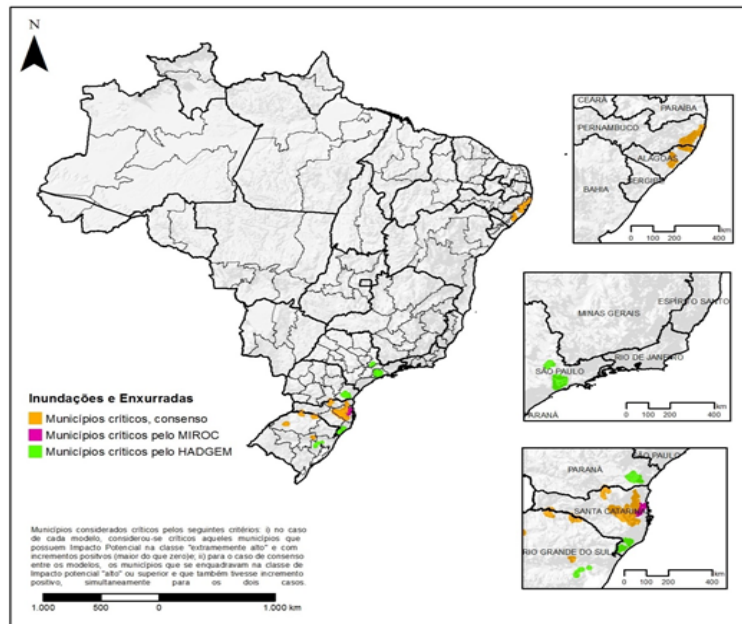 N
CEARÁ
PARAÍBA
PERNAMBUCO
ALAGOAS
SERGIPE
BAHIA
km
0 100 200 400
ESPÍRITO SANTO
MINAS GERAIS
RIO DE JANEIRO
SÃO PAULO
PARANÁ
km
0 100 200 400
Inundações e Enxurradas
Municípios críticos, consenso
Municípios críticos pelo MIROC
Municípios críticos pelo HADGEM
SÃO PAULO
PARANÁ
SANTA CATARINA
RIO GRANDE DO SUL
km
0 100 200 400
Municípios considerados críticos pelos seguintes critérios: i) no caso
de cada modelo, considerou-se críticos aqueles municípios que
possuem Impacto Potencial na classe "extramemente alto" e com
incrementos positivos (maior do que zero)e, ii) para o caso de consenso
entre os modelos, os municípios que se enquadravam na classe de
Impacto potencial "alto" ou superior e que também tivesse incremento
positivo, simultaneamente para os dois casos.
1.000 500 0 1.000 km